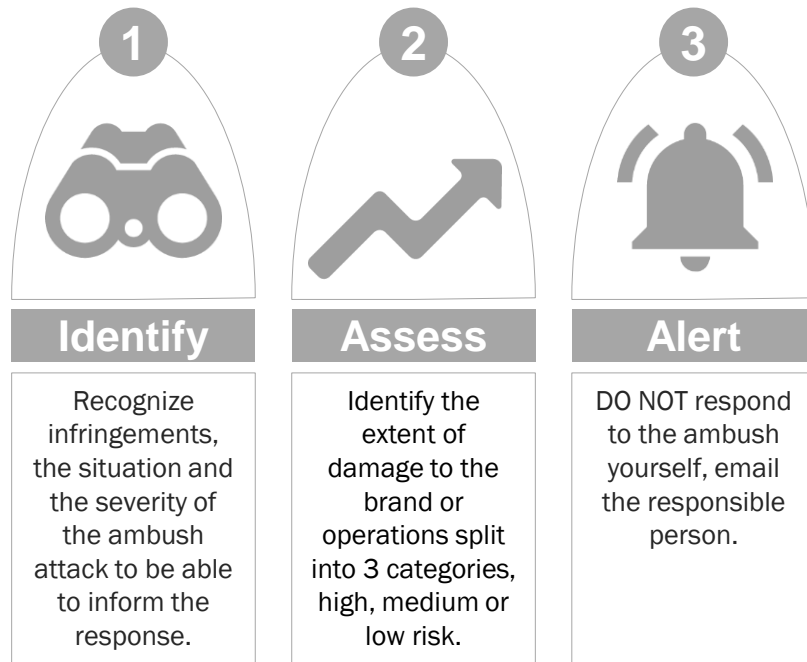 1
Identify
Recognize
infringements,
the situation and
the severity of
the ambush
attack to be able
to inform the
response.
2
Assess
Identify the
extent of
damage to the
brand or
operations split
into 3 categories,
high, medium or
low risk.
3
Alert
DO NOT respond
to the ambush
yourself, email
the responsible
person.